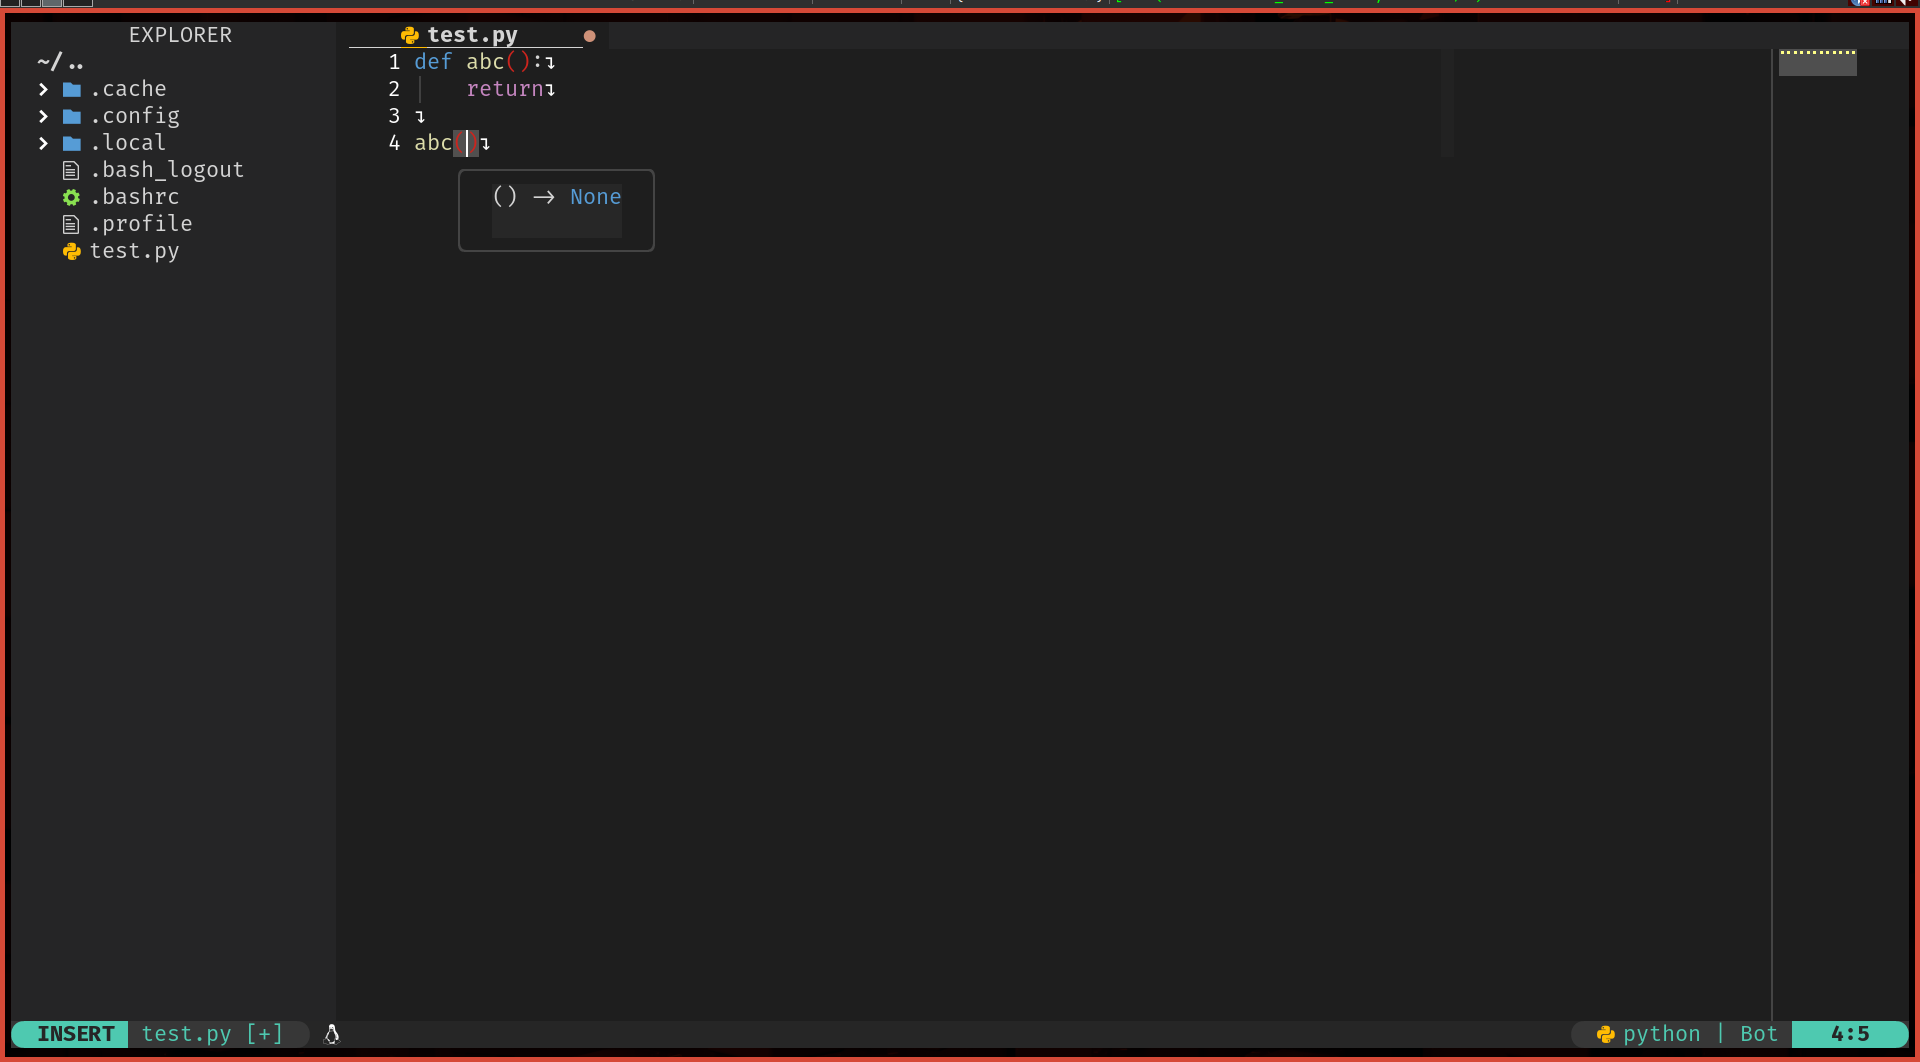 EXPLORER
~/..
.cache
.config
.local
.bash_logout
.bashrc
.profile
test.py
test.py ●
1 def abc():↴
2 │   return↴
3 ↴
4 abc()↴
() → None
INSERT test.py [+]
python | Bot 4:5